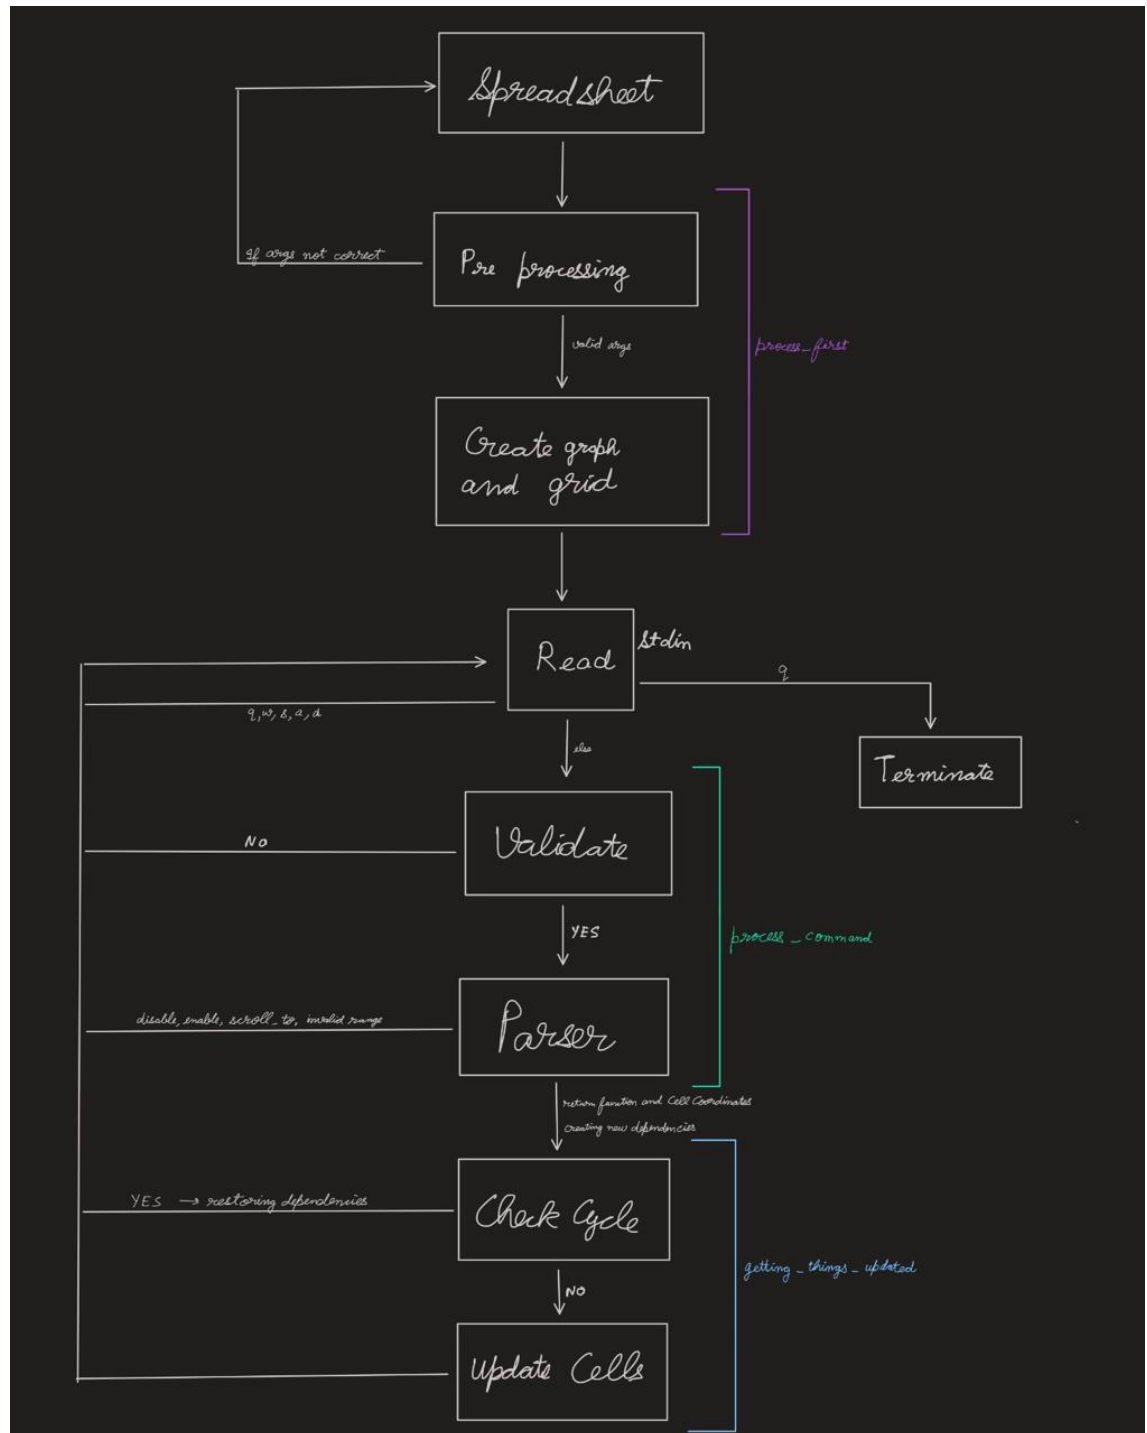 Spreadsheet
If args not correct
Pre processing
valid args
process_first
Create graph
and grid
Read
Stdin
q
q, w, s, a, d
else
Terminate
Validate
NO
YES
process_command
disable, enable, scroll_to, invalid range
Parser
return function and Cell Coordinates
creating new dependencies
YES → restoring dependencies
Check Cycle
getting_things_updated
NO
Update Cells